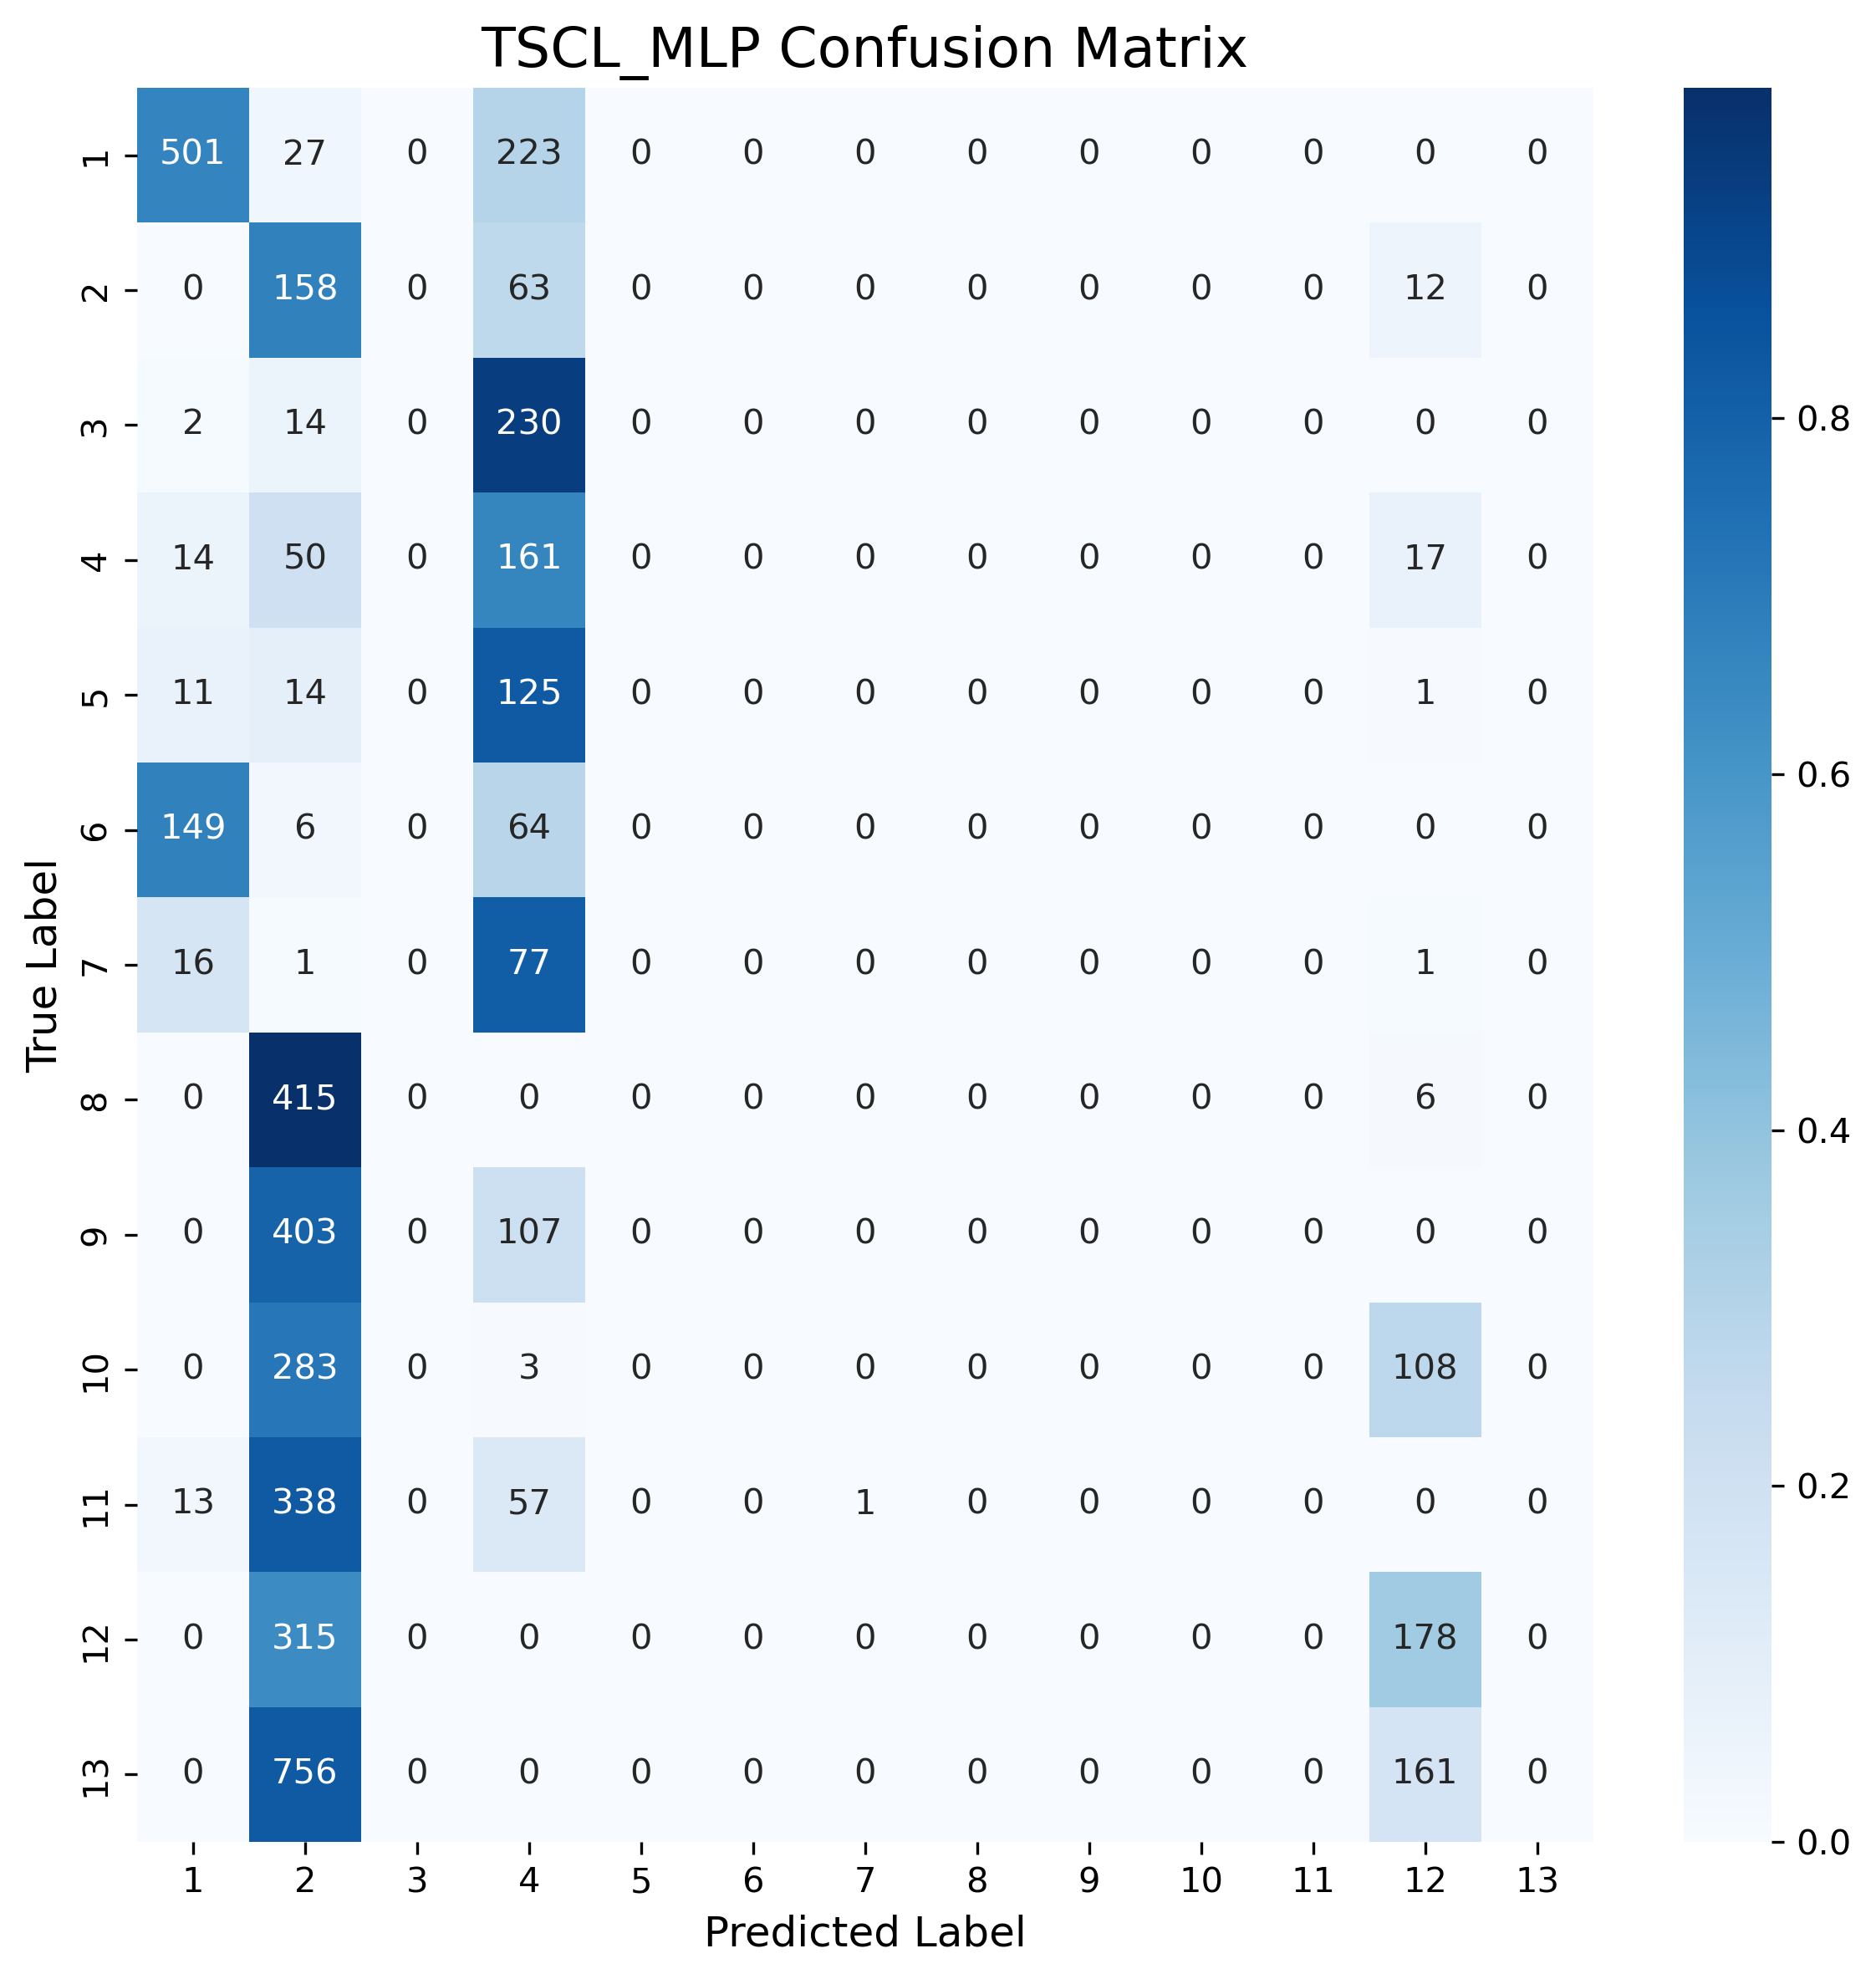 TSCL_MLP Confusion Matrix
1 501 27 0 223 0 0 0 0 0 0 0 0 0
2 0 158 0 63 0 0 0 0 0 0 0 12 0
3 2 14 0 230 0 0 0 0 0 0 0 0 0
4 14 50 0 161 0 0 0 0 0 0 0 17 0
5 11 14 0 125 0 0 0 0 0 0 0 1 0
6 149 6 0 64 0 0 0 0 0 0 0 0 0
7 16 1 0 77 0 0 0 0 0 0 0 1 0
8 0 415 0 0 0 0 0 0 0 0 0 6 0
9 0 403 0 107 0 0 0 0 0 0 0 0 0
10 0 283 0 3 0 0 0 0 0 0 0 108 0
11 13 338 0 57 0 0 1 0 0 0 0 0 0
12 0 315 0 0 0 0 0 0 0 0 0 178 0
13 0 756 0 0 0 0 0 0 0 0 0 161 0
1 2 3 4 5 6 7 8 9 10 11 12 13
Predicted Label
True Label
0.8
0.6
0.4
0.2
0.0